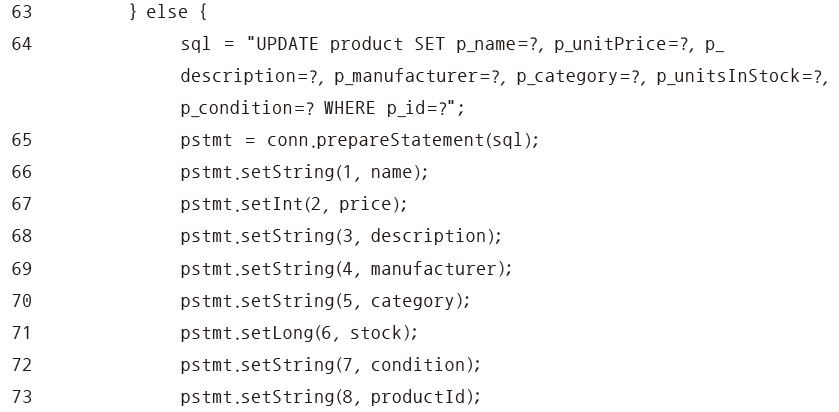 63 } else {
64 sql = "UPDATE product SET p_name=?, p_unitPrice=?, p_
description=?, p_manufacturer=?, p_category=?, p_unitsInStock=?,
p_condition=? WHERE p_id=?";
65 pstmt = conn.prepareStatement(sql);
66 pstmt.setString(1, name);
67 pstmt.setInt(2, price);
68 pstmt.setString(3, description);
69 pstmt.setString(4, manufacturer);
70 pstmt.setString(5, category);
71 pstmt.setLong(6, stock);
72 pstmt.setString(7, condition);
73 pstmt.setString(8, productId);